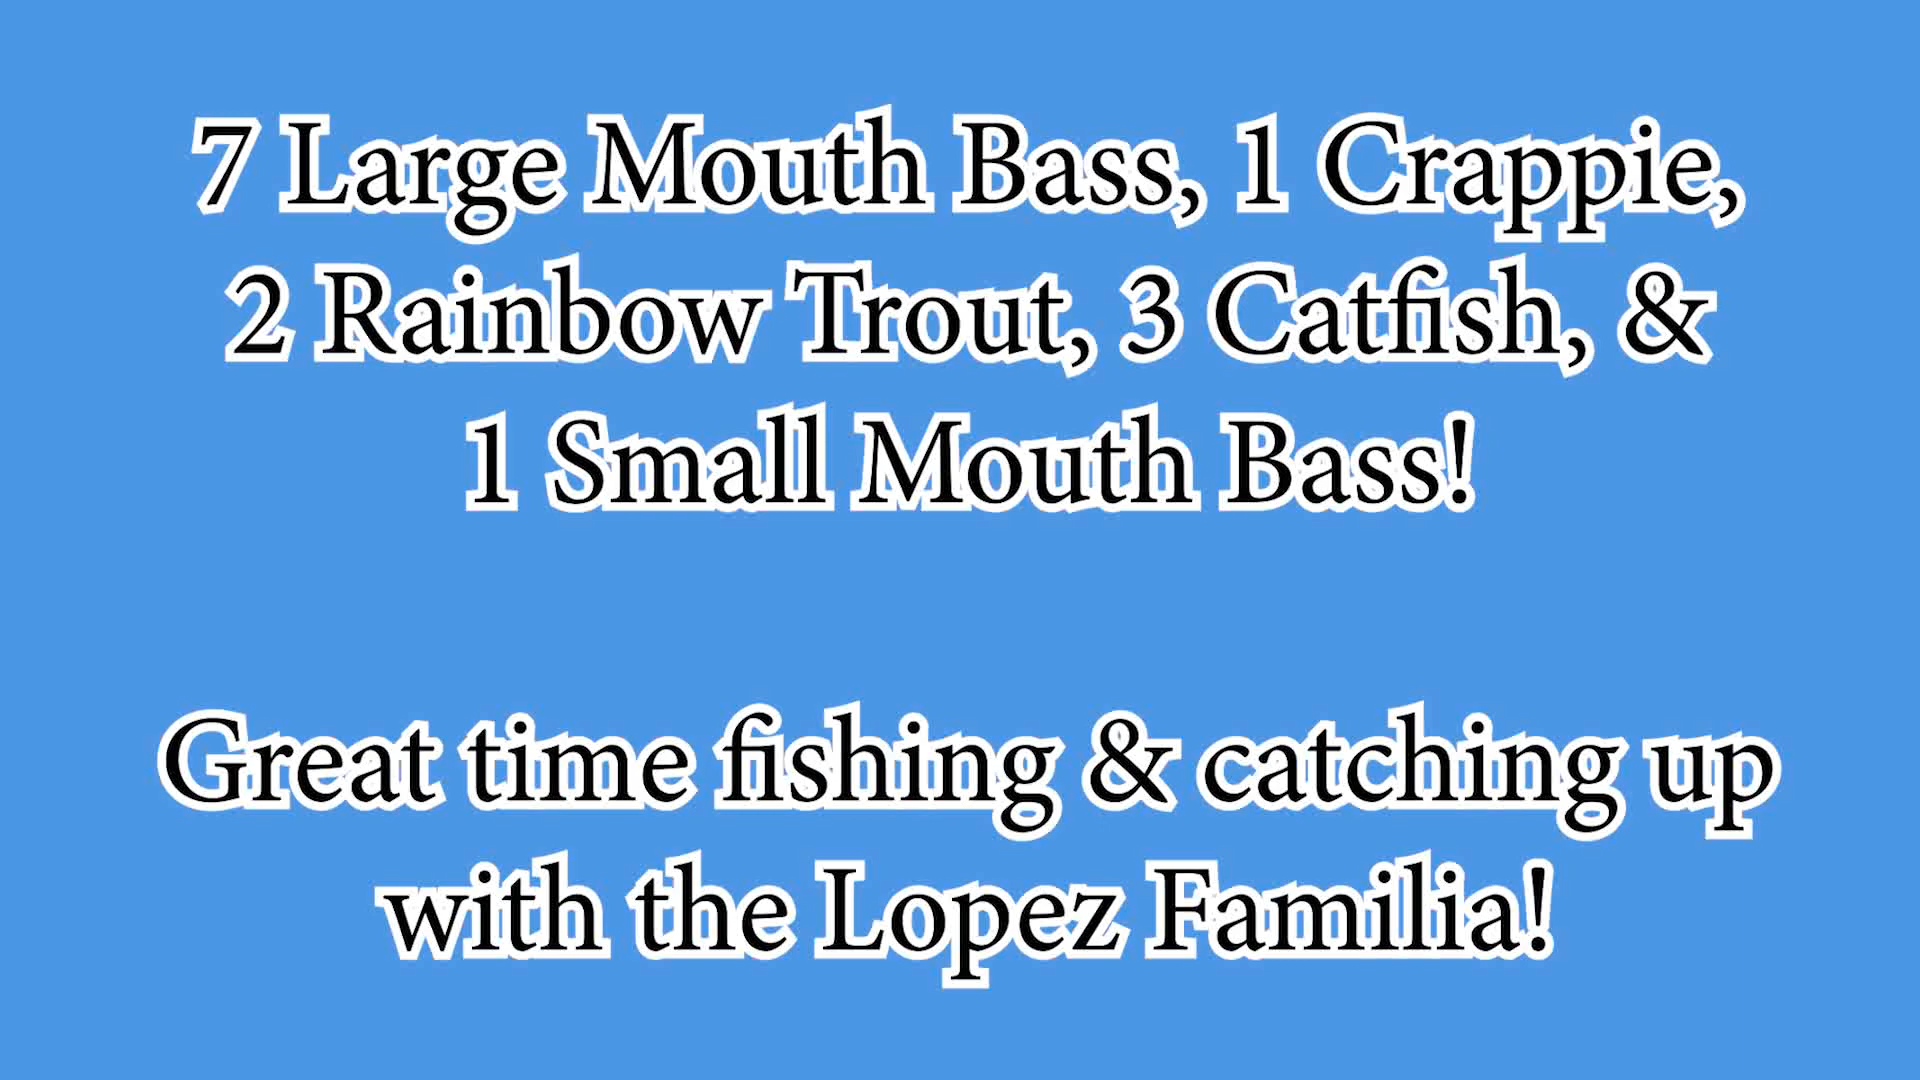 7 Large Mouth Bass, 1 Crappie,
2 Rainbow Trout, 3 Catfish, &
1 Small Mouth Bass!
Great time fishing & catching up
with the Lopez Familia!